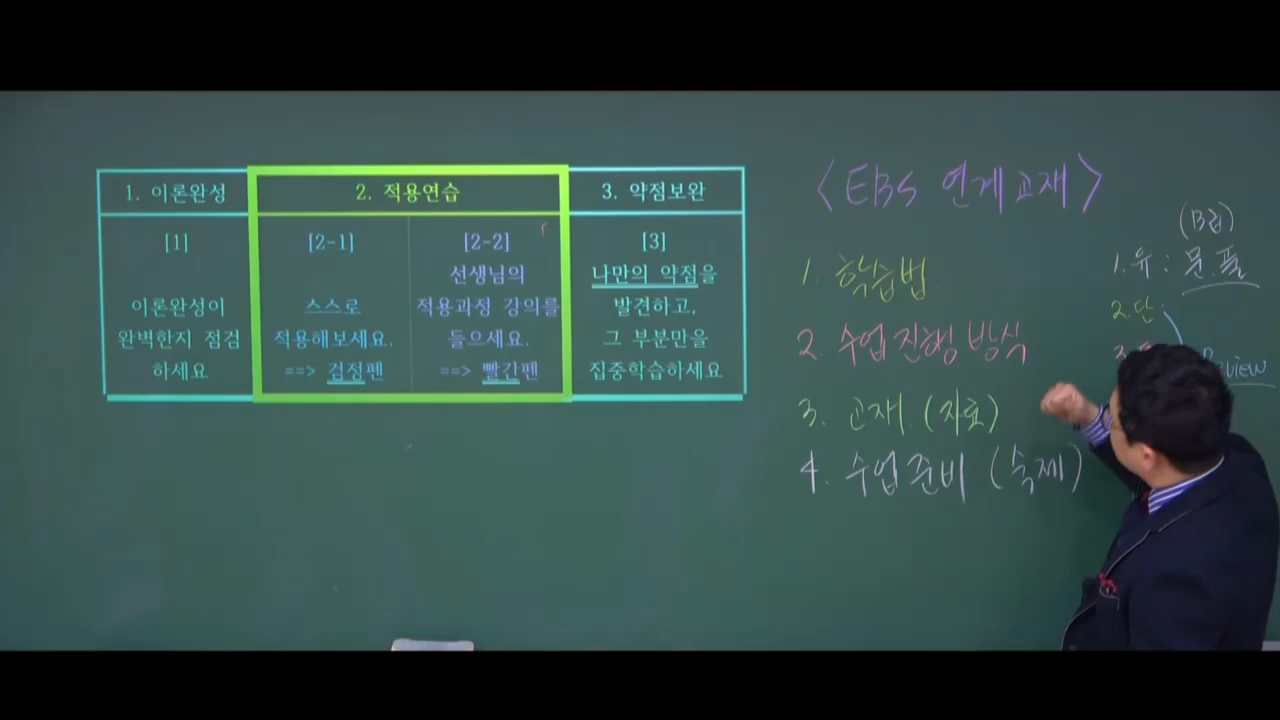 1. 이론완성
2. 적용연습
3. 약점보완
[1]
이론완성이
완벽한지 점검
하세요
[2-1]
스스로
적용해보세요.
==> 검정펜
[2-2]
선생님의
적용과정 강의를
들으세요.
==> 빨간펜
[3]
나만의 약점을
발견하고,
그 부분만을
집중학습하세요
<EBS 연계교재>
1. 학습법
2. 수업 진행 방식
3. 교재 (자료)
4. 수업 준비 (숙제)
(B급)
1. 유 : 문.풀
2. 단:
3.